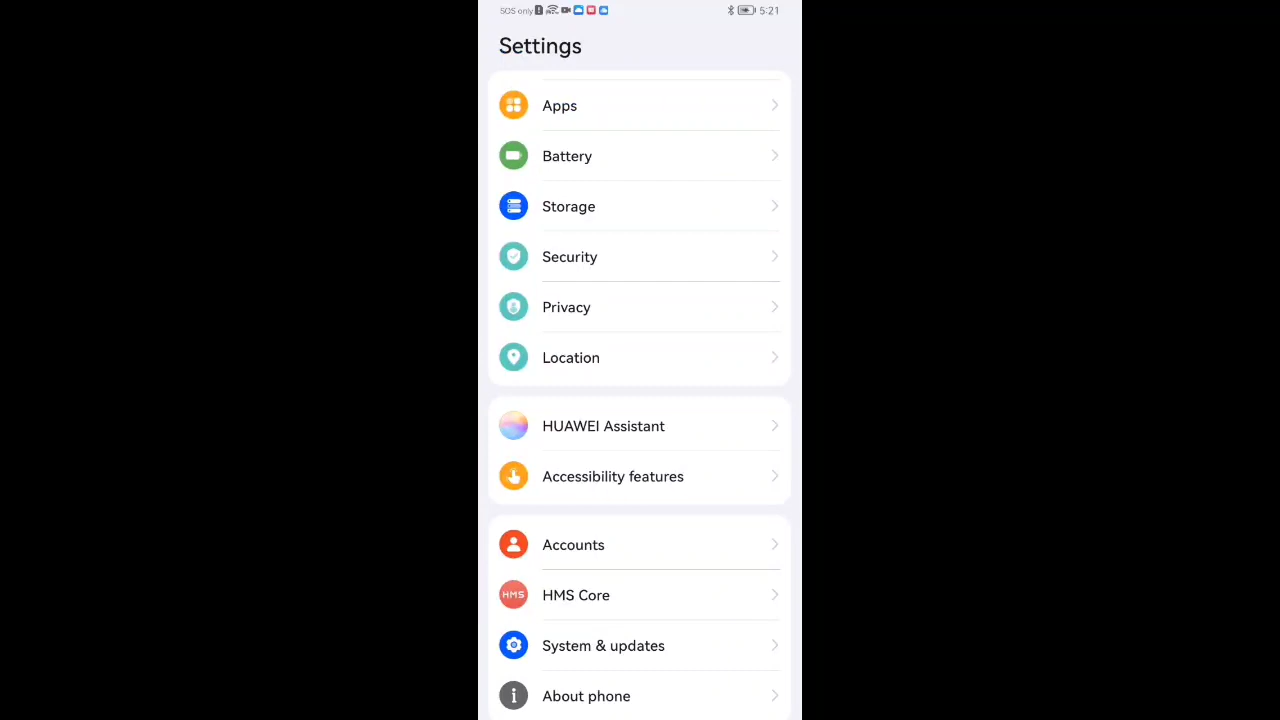 SOS only 5:21
Settings
Apps
Battery
Storage
Security
Privacy
Location
HUAWEI Assistant
Accessibility features
Accounts
HMS HMS Core
System & updates
About phone